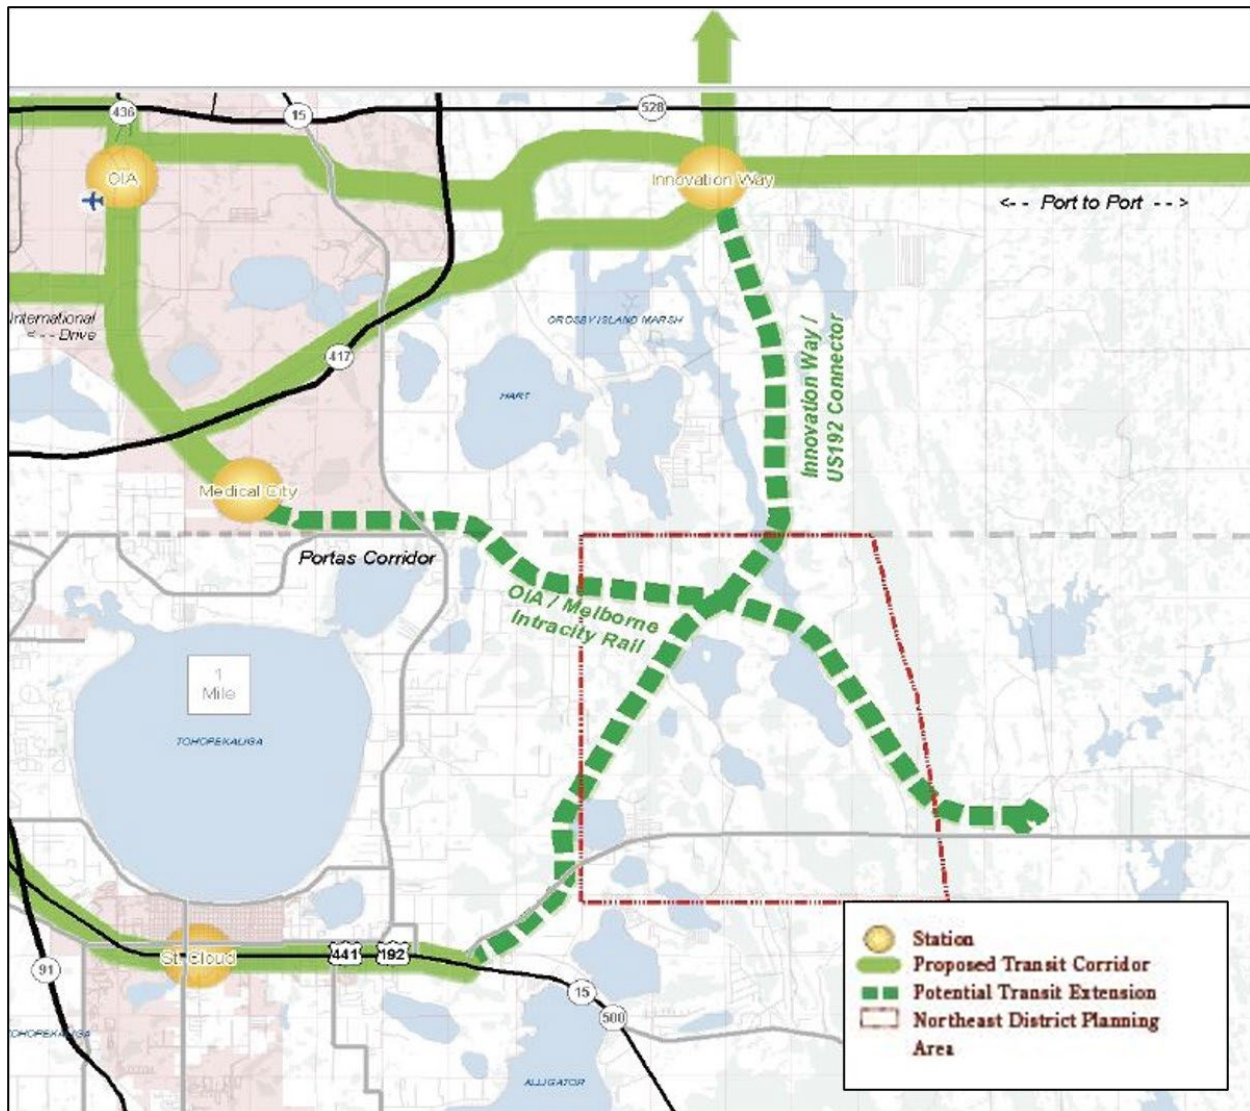 436
15
528
OIA
Innovation Way
<-- Port to Port -->
International
<-- Drive
417
CROSBY ISLAND MARSH
HART
Innovation Way /
US192 Connector
Medical City
Portas Corridor
OIA / Melborne
Intracity Rail
1
Mile
TOHOPEKALIGA
St. Cloud
441
192
91
15
500
TOHOPEKALIGA
ALLIGATOR
Station
Proposed Transit Corridor
Potential Transit Extension
Northeast District Planning
Area